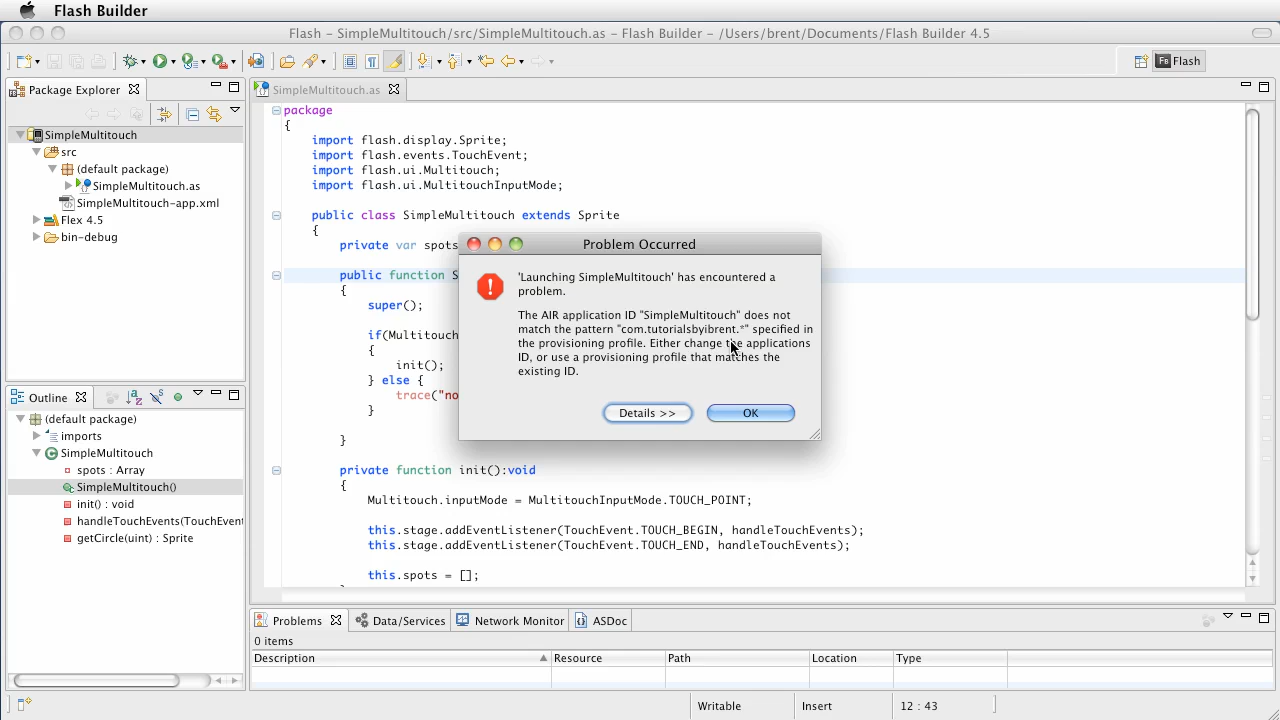 Flash Builder
Flash – SimpleMultitouch/src/SimpleMultitouch.as – Flash Builder – /Users/brent/Documents/Flash Builder 4.5
Fb Flash
Package Explorer
SimpleMultitouch
src
(default package)
SimpleMultitouch.as
SimpleMultitouch-app.xml
Flex 4.5
bin-debug
SimpleMultitouch.as
package
{
import flash.display.Sprite;
import flash.events.TouchEvent;
import flash.ui.Multitouch;
import flash.ui.MultitouchInputMode;
public class SimpleMultitouch extends Sprite
{
private var spots
public function S
{
super();
if(Multitouch
{
init();
} else {
trace("no
}
}
private function init():void
{
Multitouch.inputMode = MultitouchInputMode.TOUCH_POINT;
this.stage.addEventListener(TouchEvent.TOUCH_BEGIN, handleTouchEvents);
this.stage.addEventListener(TouchEvent.TOUCH_END, handleTouchEvents);
this.spots = [];
Problem Occurred
'Launching SimpleMultitouch' has encountered a
problem.
The AIR application ID "SimpleMultitouch" does not
match the pattern "com.tutorialsbyibrent.*" specified in
the provisioning profile. Either change the applications
ID, or use a provisioning profile that matches the
existing ID.
Details >>
OK
Outline
(default package)
imports
SimpleMultitouch
spots : Array
SimpleMultitouch()
init() : void
handleTouchEvents(TouchEvent
getCircle(uint) : Sprite
Problems
Data/Services
Network Monitor
ASDoc
0 items
Description
Resource
Path
Location
Type
Writable
Insert
12 : 43